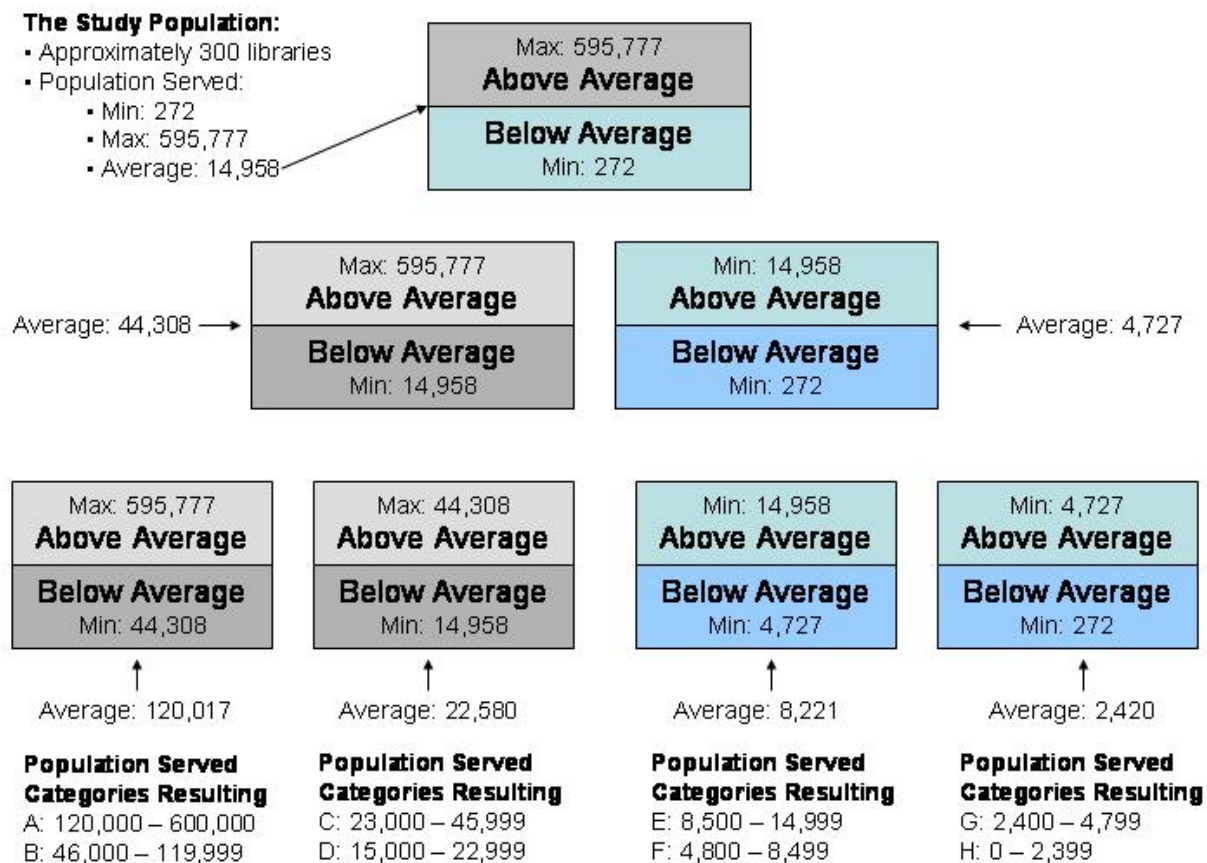 The Study Population:
▪ Approximately 300 libraries
▪ Population Served:
▪ Min: 272
▪ Max: 595,777
▪ Average: 14,958
Max: 595,777
Above Average
Below Average
Min: 272
Average: 44,308
Max: 595,777
Above Average
Below Average
Min: 14,958
Min: 14,958
Above Average
Below Average
Min: 272
Average: 4,727
Max: 595,777
Above Average
Below Average
Min: 44,308
Average: 120,017
Population Served
Categories Resulting
A: 120,000 – 600,000
B: 46,000 – 119,999
Max: 44,308
Above Average
Below Average
Min: 14,958
Average: 22,580
Population Served
Categories Resulting
C: 23,000 – 45,999
D: 15,000 – 22,999
Min: 14,958
Above Average
Below Average
Min: 4,727
Average: 8,221
Population Served
Categories Resulting
E: 8,500 – 14,999
F: 4,800 – 8,499
Min: 4,727
Above Average
Below Average
Min: 272
Average: 2,420
Population Served
Categories Resulting
G: 2,400 – 4,799
H: 0 – 2,399